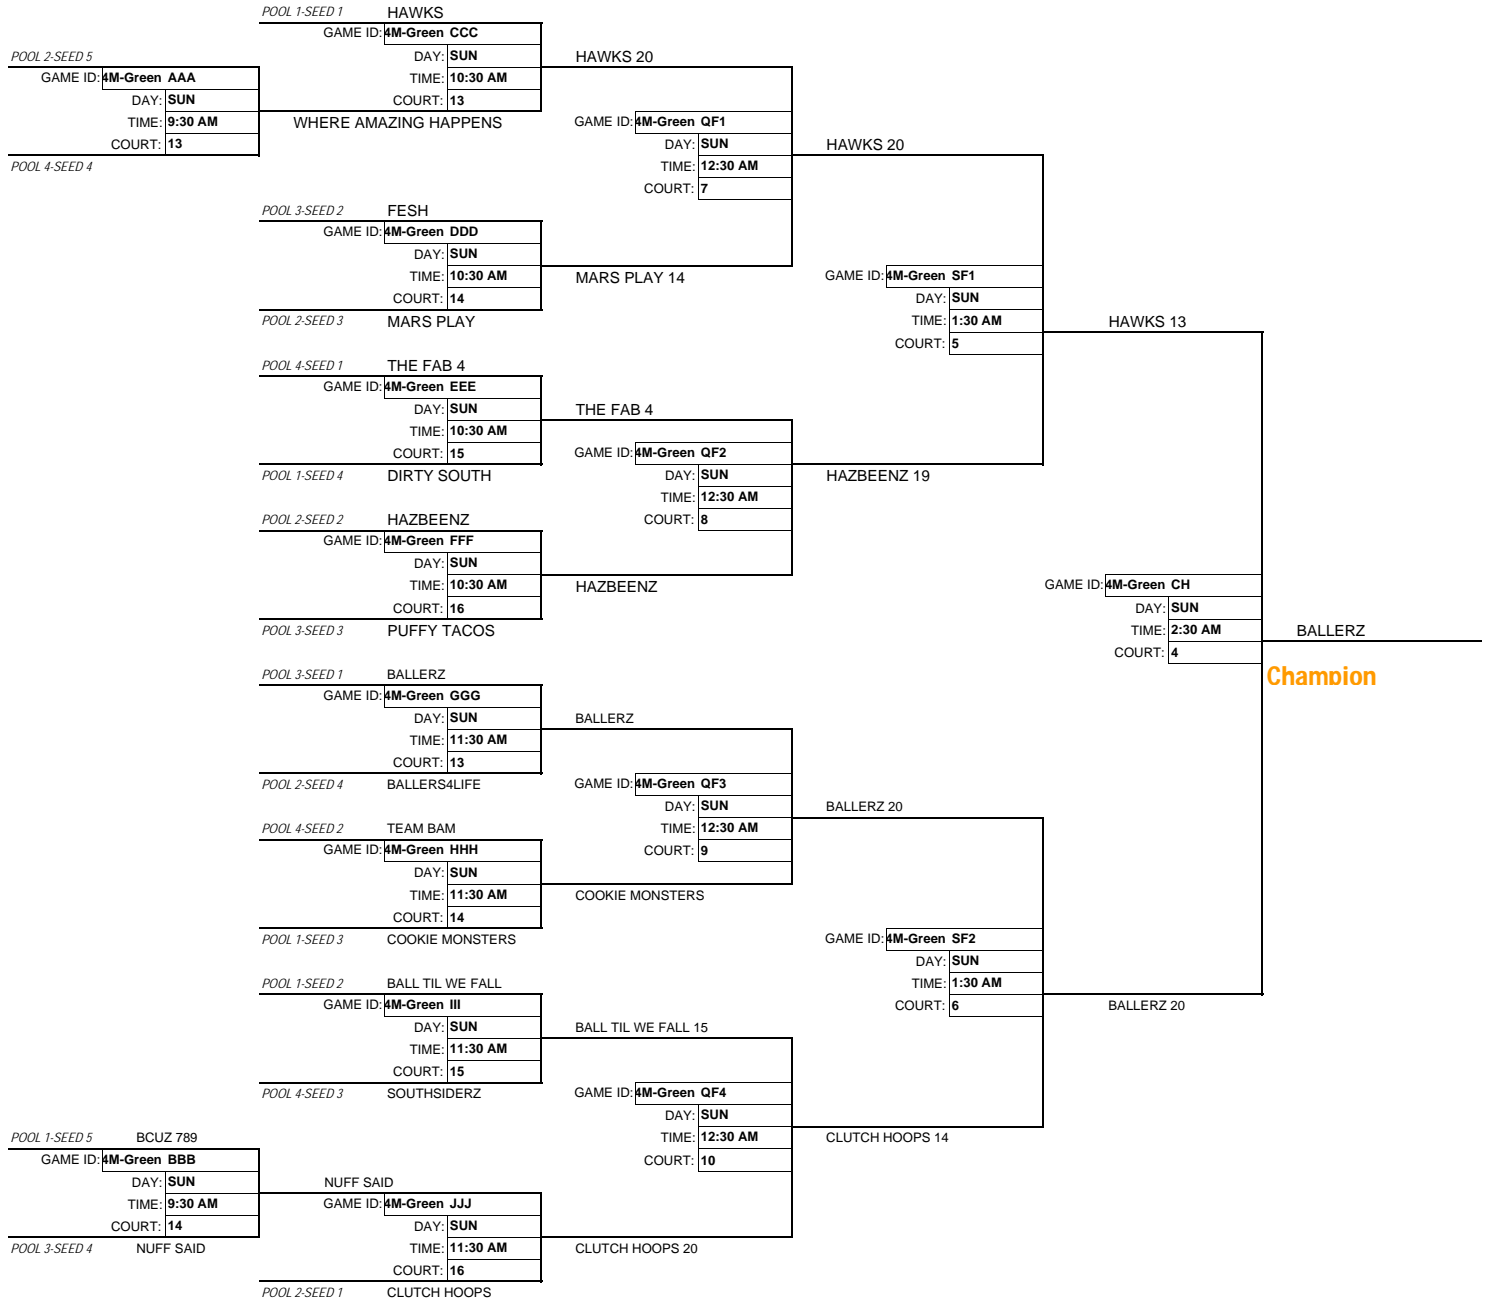 POOL 1-SEED 1 HAWKS
GAME ID: 4M-Green CCC
DAY: SUN
TIME: 10:30 AM
COURT: 13
WHERE AMAZING HAPPENS
POOL 2-SEED 5
GAME ID: 4M-Green AAA
DAY: SUN
TIME: 9:30 AM
COURT: 13
POOL 4-SEED 4
HAWKS 20
GAME ID: 4M-Green QF1
DAY: SUN
TIME: 12:30 AM
COURT: 7
MARS PLAY 14
POOL 3-SEED 2 FESH
GAME ID: 4M-Green DDD
DAY: SUN
TIME: 10:30 AM
COURT: 14
POOL 2-SEED 3 MARS PLAY
HAWKS 20
GAME ID: 4M-Green SF1
DAY: SUN
TIME: 1:30 AM
COURT: 5
HAZBEENZ 19
POOL 4-SEED 1 THE FAB 4
GAME ID: 4M-Green EEE
DAY: SUN
TIME: 10:30 AM
COURT: 15
POOL 1-SEED 4 DIRTY SOUTH
THE FAB 4
GAME ID: 4M-Green QF2
DAY: SUN
TIME: 12:30 AM
COURT: 8
HAZBEENZ
POOL 2-SEED 2 HAZBEENZ
GAME ID: 4M-Green FFF
DAY: SUN
TIME: 10:30 AM
COURT: 16
POOL 3-SEED 3 PUFFY TACOS
HAWKS 13
GAME ID: 4M-Green CH
DAY: SUN
TIME: 2:30 AM
COURT: 4
BALLERZ 20
BALLERZ
Champion
POOL 3-SEED 1 BALLERZ
GAME ID: 4M-Green GGG
DAY: SUN
TIME: 11:30 AM
COURT: 13
POOL 2-SEED 4 BALLERS4LIFE
BALLERZ
GAME ID: 4M-Green QF3
DAY: SUN
TIME: 12:30 AM
COURT: 9
COOKIE MONSTERS
POOL 4-SEED 2 TEAM BAM
GAME ID: 4M-Green HHH
DAY: SUN
TIME: 11:30 AM
COURT: 14
POOL 1-SEED 3 COOKIE MONSTERS
BALLERZ 20
GAME ID: 4M-Green SF2
DAY: SUN
TIME: 1:30 AM
COURT: 6
CLUTCH HOOPS 14
POOL 1-SEED 2 BALL TIL WE FALL
GAME ID: 4M-Green III
DAY: SUN
TIME: 11:30 AM
COURT: 15
POOL 4-SEED 3 SOUTHSIDERZ
BALL TIL WE FALL 15
GAME ID: 4M-Green QF4
DAY: SUN
TIME: 12:30 AM
COURT: 10
CLUTCH HOOPS 20
POOL 1-SEED 5 BCUZ 789
GAME ID: 4M-Green BBB
DAY: SUN
TIME: 9:30 AM
COURT: 14
POOL 3-SEED 4 NUFF SAID
NUFF SAID
GAME ID: 4M-Green JJJ
DAY: SUN
TIME: 11:30 AM
COURT: 16
POOL 2-SEED 1 CLUTCH HOOPS